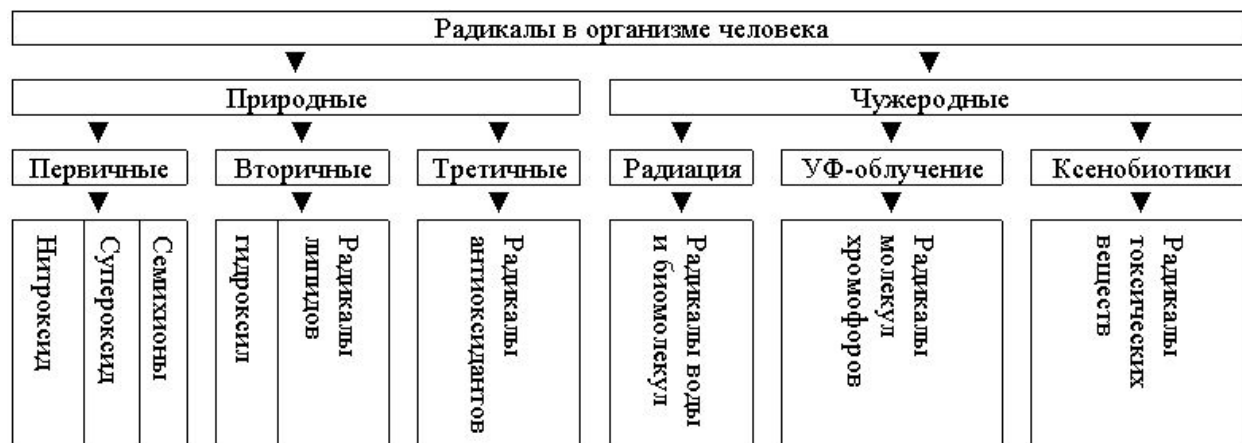 Радикалы в организме человека
Природные
Чужеродные
Первичные
Вторичные
Третичные
Радиация
УФ-облучение
Ксенобиотики
Нитроксид
Супероксид
Семихионы
гидроксил
Радикалы
липидов
Радикалы
антиоксидантов
Радикалы воды
и биомолекул
Радикалы
молекул
хромофоров
Радикалы
токсических
веществ